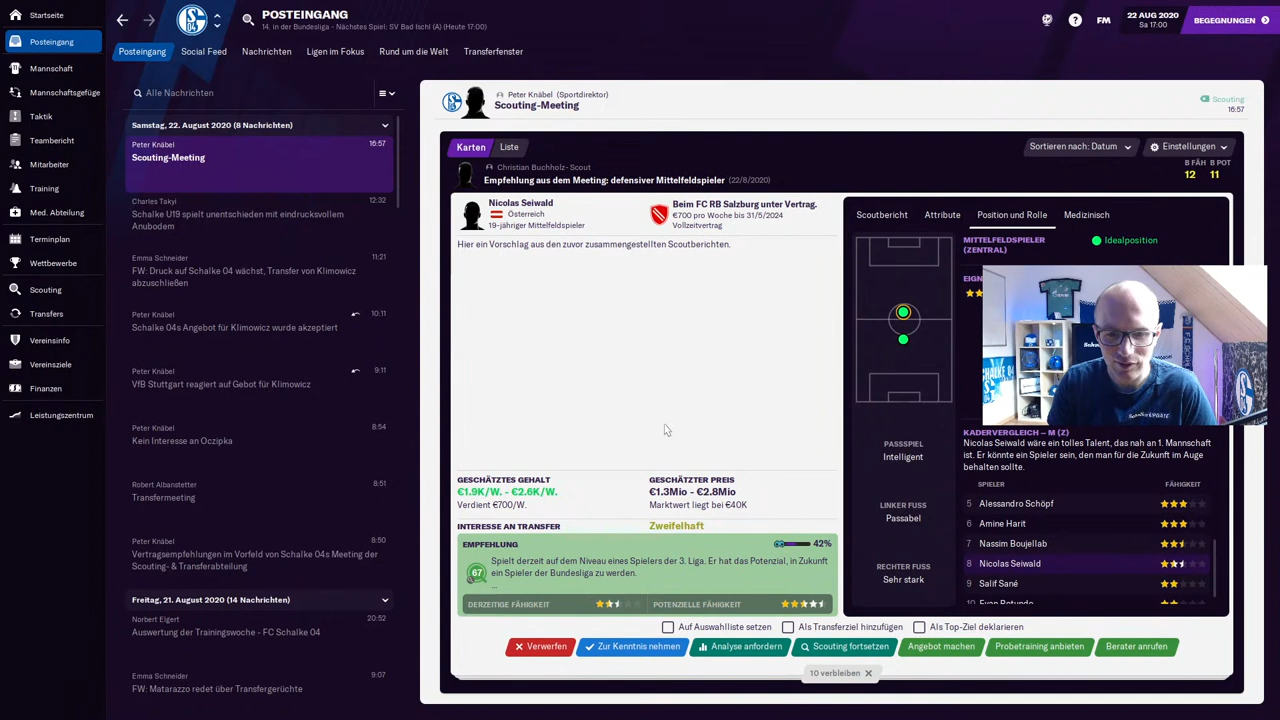 Startseite
Posteingang
Mannschaft
Mannschaftsgefüge
Taktik
Teambericht
Mitarbeiter
Training
Med. Abteilung
Terminplan
Wettbewerbe
Scouting
Transfers
Vereinsinfo
Vereinsziele
Finanzen
Leistungszentrum
POSTEINGANG
14. in der Bundesliga - Nächstes Spiel: SV Bad Ischl (A) (Heute 17:00)
FM
22 AUG 2020
Sa 17:00
BEGEGNUNGEN
Posteingang
Social Feed
Nachrichten
Ligen im Fokus
Rund um die Welt
Transferfenster
Alle Nachrichten
Samstag, 22. August 2020 (8 Nachrichten)
Peter Knäbel
16:57
Scouting-Meeting
Charles Takyi
12:32
Schalke U19 spielt unentschieden mit eindrucksvollem
Anubodem
Emma Schneider
11:21
FW: Druck auf Schalke 04 wächst, Transfer von Klimowicz
abzuschließen
Peter Knäbel
10:11
Schalke 04s Angebot für Klimowicz wurde akzeptiert
Peter Knäbel
9:11
VfB Stuttgart reagiert auf Gebot für Klimowicz
Peter Knäbel
8:54
Kein Interesse an Oczipka
Robert Albanstetter
8:51
Transfermeeting
Peter Knäbel
8:50
Vertragsempfehlungen im Vorfeld von Schalke 04s Meeting der
Scouting- & Transferabteilung
Freitag, 21. August 2020 (14 Nachrichten)
Norbert Elgert
20:52
Auswertung der Trainingswoche - FC Schalke 04
Emma Schneider
9:07
FW: Matarazzo redet über Transfergerüchte
Peter Knäbel (Sportdirektor)
Scouting-Meeting
Scouting
16:57
Karten
Liste
Sortieren nach: Datum
Einstellungen
Christian Buchholz- Scout
Empfehlung aus dem Meeting: defensiver Mittelfeldspieler (22/8/2020)
B FÄH
B POT
12
11
Nicolas Seiwald
Österreich
19-jähriger Mittelfeldspieler
Beim FC RB Salzburg unter Vertrag.
€700 pro Woche bis 31/5/2024
Vollzeitvertrag
Hier ein Vorschlag aus den zuvor zusammengestellten Scoutberichten.
GESCHÄTZTES GEHALT
€1.9K/W. - €2.6K/W.
Verdient €700/W.
GESCHÄTZTER PREIS
€1.3Mio - €2.8Mio
Marktwert liegt bei €40K
INTERESSE AN TRANSFER
Zweifelhaft
EMPFEHLUNG
42%
67
Spielt derzeit auf dem Niveau eines Spielers der 3. Liga. Er hat das Potenzial, in Zukunft
ein Spieler der Bundesliga zu werden.
...
DERZEITIGE FÄHIGKEIT
POTENZIELLE FÄHIGKEIT
Scoutbericht
Attribute
Position und Rolle
Medizinisch
MITTELFELDSPIELER
(ZENTRAL)
Idealposition
PASSSPIEL
Intelligent
LINKER FUSS
Passabel
RECHTER FUSS
Sehr stark
KADERVERGLEICH – M (Z)
Nicolas Seiwald wäre ein tolles Talent, das nah an 1. Mannschaft
ist. Er könnte ein Spieler sein, den man für die Zukunft im Auge
behalten sollte.
SPIELER
FÄHIGKEIT
5 Alessandro Schöpf
6 Amine Harit
7 Nassim Boujellab
8 Nicolas Seiwald
9 Salif Sané
Auf Auswahlliste setzen
Als Transferziel hinzufügen
Als Top-Ziel deklarieren
Verwerfen
Zur Kenntnis nehmen
Analyse anfordern
Scouting fortsetzen
Angebot machen
Probetraining anbieten
Berater anrufen
10 verbleiben